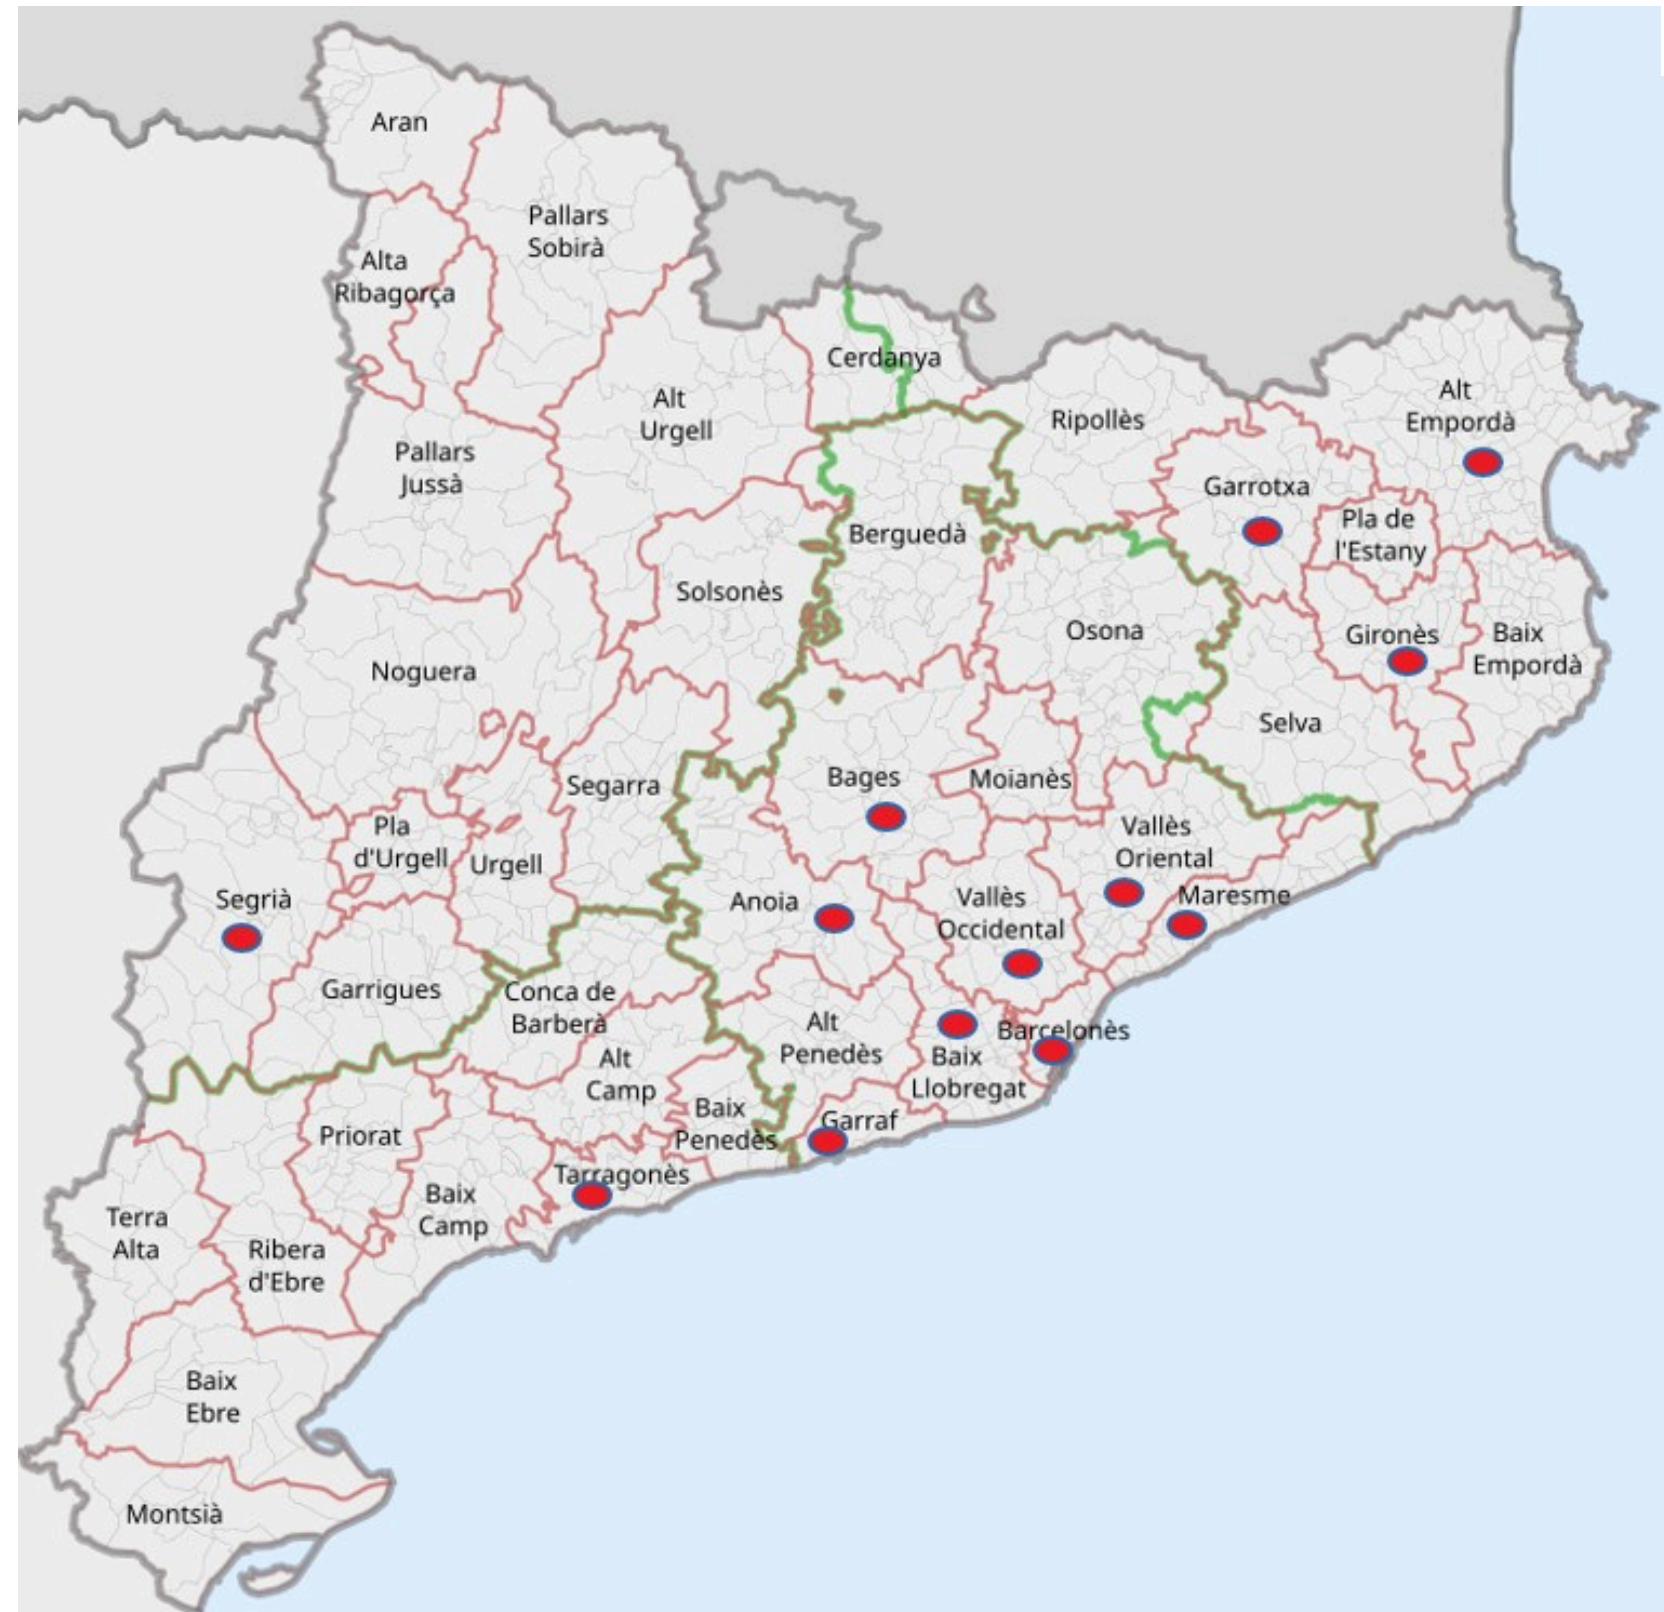 Aran
Pallars
Sobirà
Alta
Ribagorça
Cerdanya
Alt
Urgell
Ripollès
Alt
Empordà
Pallars
Jussà
Garrotxa
Pla de
l'Estany
Berguedà
Solsonès
Osona
Gironès
Baix
Empordà
Noguera
Selva
Segarra
Bages
Moianès
Pla
d'Urgell
Urgell
Vallès
Oriental
Segrià
Anoia
Vallès
Occidental
Maresme
Garrigues
Conca de
Barberà
Alt
Penedès
Barcelonès
Baix
Llobregat
Alt
Camp
Baix
Penedès
Garraf
Priorat
Tarragonès
Baix
Camp
Terra
Alta
Ribera
d'Ebre
Baix
Ebre
Montsià